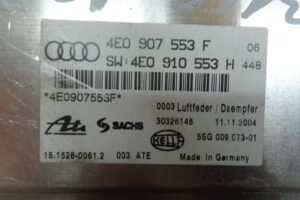 4E0 907 553 F 06
SW:4E0 910 553 H 448
*4E0907553F*
0003 Luftfeder / Daempfer
30326148 11.11.2004
Ate SACHS HELLA 5SG 009.073-01
15.1528-0061.2 003 ATE Made in Germany